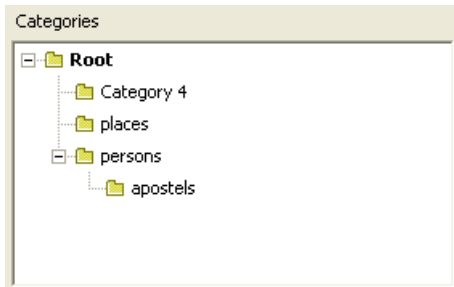 Categories
Root
Category 4
places
persons
apostels